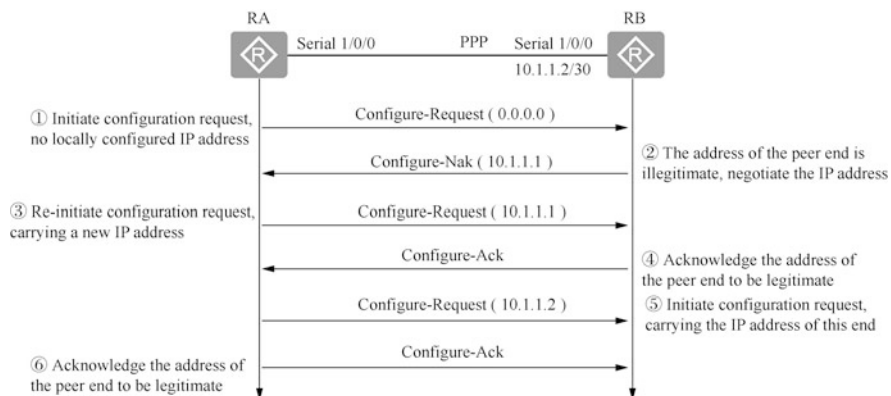 RA
RB
Serial 1/0/0
PPP
Serial 1/0/0
R
R
10.1.1.2/30
① Initiate configuration request,
no locally configured IP address
Configure-Request ( 0.0.0.0 )
Configure-Nak ( 10.1.1.1 )
② The address of the peer end is
illegitimate, negotiate the IP address
③ Re-initiate configuration request,
carrying a new IP address
Configure-Request ( 10.1.1.1 )
Configure-Ack
④ Acknowledge the address of
the peer end to be legitimate
Configure-Request ( 10.1.1.2 )
⑤ Initiate configuration request,
carrying the IP address of this end
Configure-Ack
⑥ Acknowledge the address of
the peer end to be legitimate